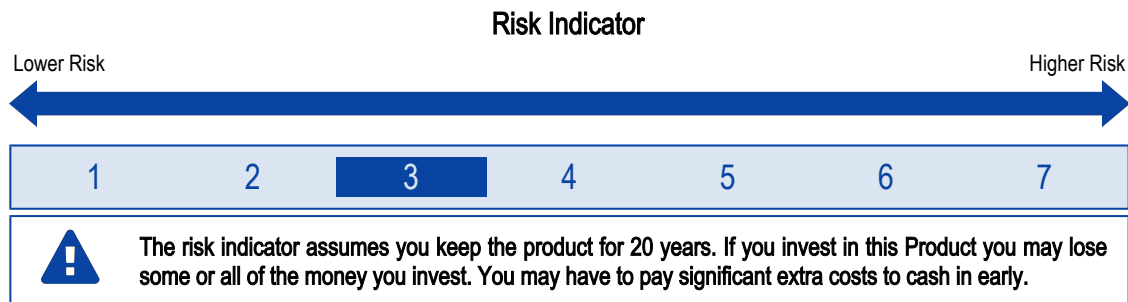 Risk Indicator
Lower Risk Higher Risk
1 2 3 4 5 6 7
The risk indicator assumes you keep the product for 20 years. If you invest in this Product you may lose
some or all of the money you invest. You may have to pay significant extra costs to cash in early.